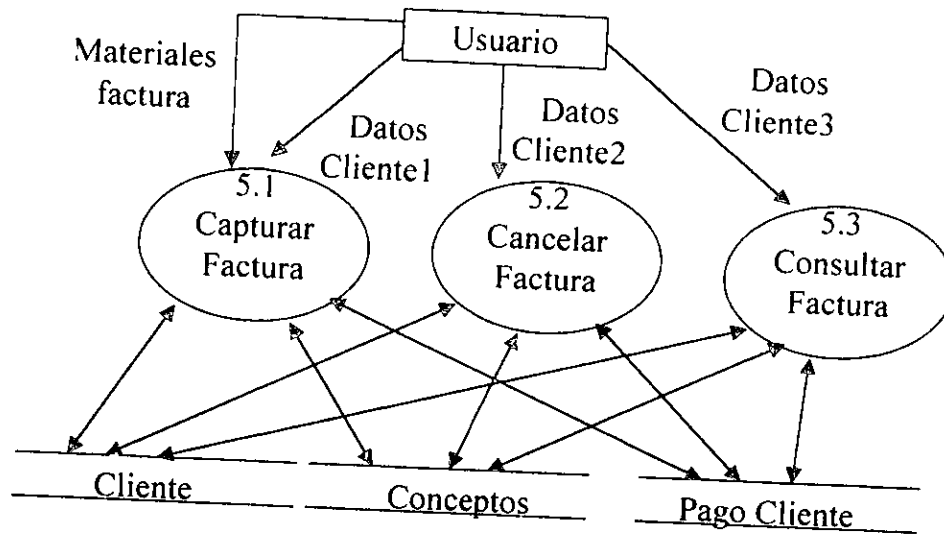 Usuario
Materiales
factura
Datos
Cliente1
Datos
Cliente2
Datos
Cliente3
5.1
Capturar
Factura
5.2
Cancelar
Factura
5.3
Consultar
Factura
Cliente
Conceptos
Pago Cliente